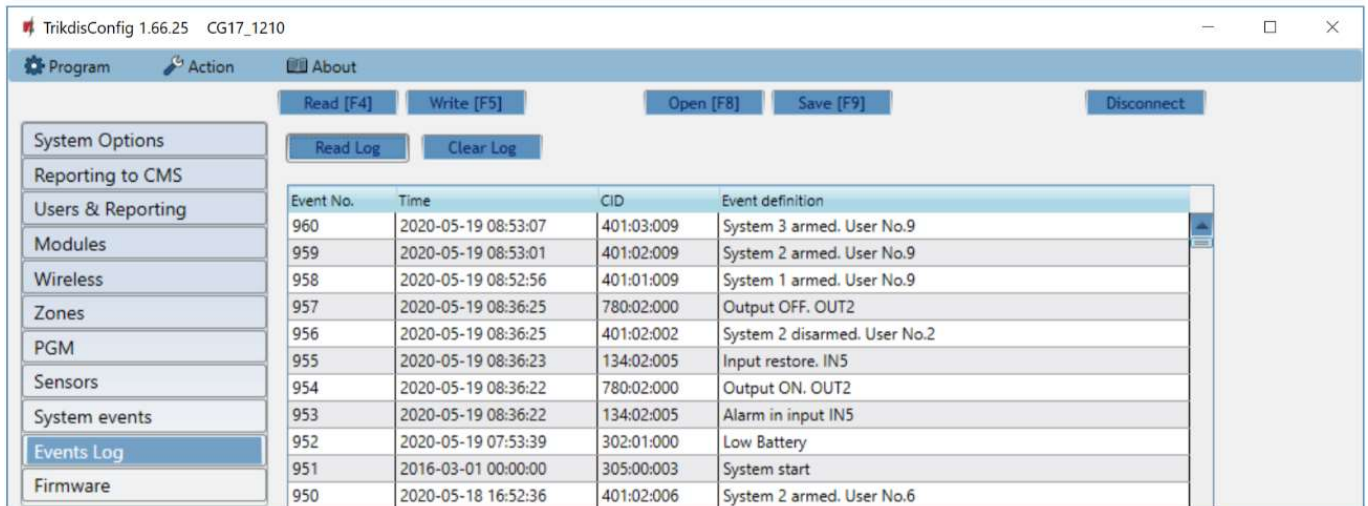 TrikdisConfig 1.66.25 CG17_1210
Program Action About
Read [F4] Write [F5] Open [F8] Save [F9] Disconnect
Read Log Clear Log
System Options
Reporting to CMS
Users & Reporting
Modules
Wireless
Zones
PGM
Sensors
System events
Events Log
Firmware
Event No. Time CID Event definition
960 2020-05-19 08:53:07 401:03:009 System 3 armed. User No.9
959 2020-05-19 08:53:01 401:02:009 System 2 armed. User No.9
958 2020-05-19 08:52:56 401:01:009 System 1 armed. User No.9
957 2020-05-19 08:36:25 780:02:000 Output OFF. OUT2
956 2020-05-19 08:36:25 401:02:002 System 2 disarmed. User No.2
955 2020-05-19 08:36:23 134:02:005 Input restore. IN5
954 2020-05-19 08:36:22 780:02:000 Output ON. OUT2
953 2020-05-19 08:36:22 134:02:005 Alarm in input IN5
952 2020-05-19 07:53:39 302:01:000 Low Battery
951 2016-03-01 00:00:00 305:00:003 System start
950 2020-05-18 16:52:36 401:02:006 System 2 armed. User No.6